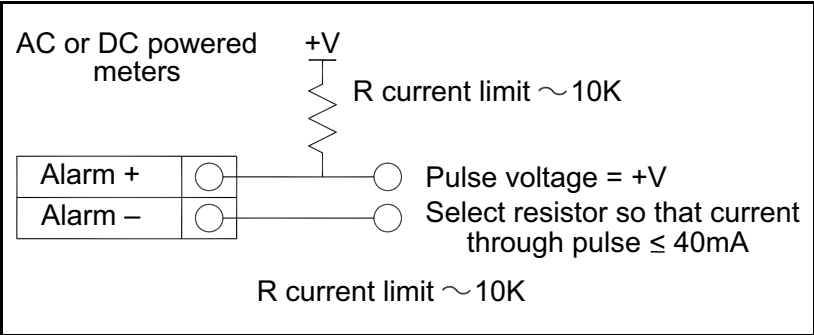 AC or DC powered
meters
+V
R current limit ～10K
Alarm +
Pulse voltage = +V
Alarm –
Select resistor so that current
through pulse ≤ 40mA
R current limit ～10K